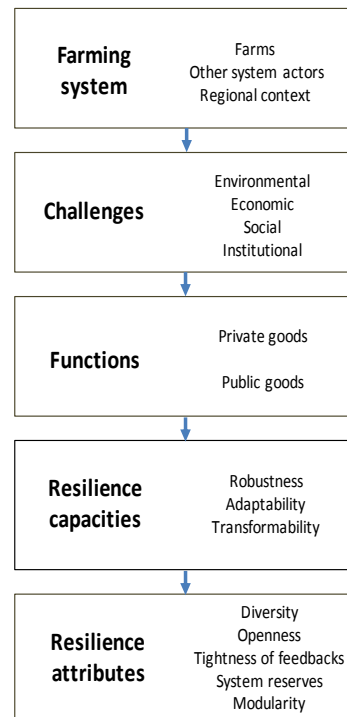 Farming
system
Farms
Other system actors
Regional context
Challenges
Environmental
Economic
Social
Institutional
Functions
Private goods
Public goods
Resilience
capacities
Robustness
Adaptability
Transformability
Resilience
attributes
Diversity
Openness
Tightness of feedbacks
System reserves
Modularity